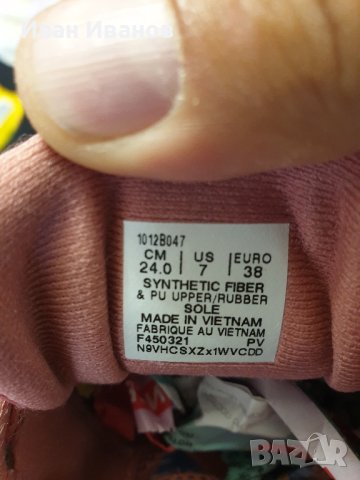 Иван Иванов
1012B047
CM US EURO
24.0 7 38
SYNTHETIC FIBER
& PU UPPER/RUBBER
SOLE
MADE IN VIETNAM
FABRIQUE AU VIETNAM
F450321 PV
N9VHCSXZx1WVCDD
BAZAR.bg